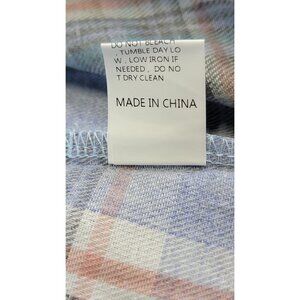 DO NOT BLEACH
, TUMBLE DAY LO
W , LOW IRON IF
NEEDED , DO NO
T DRY CLEAN
MADE IN CHINA